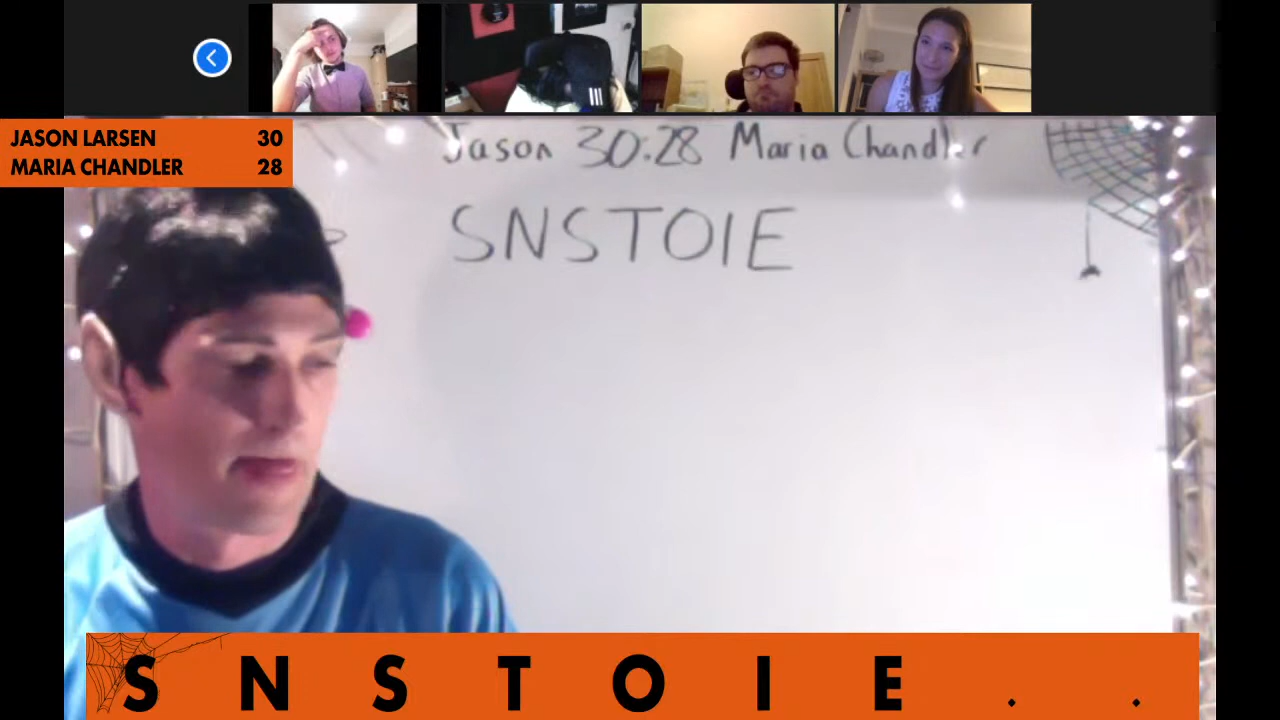 JASON LARSEN 30
MARIA CHANDLER 28
Jason 30:28 Maria Chandler
SNSTOIE
S N S T O I E . .